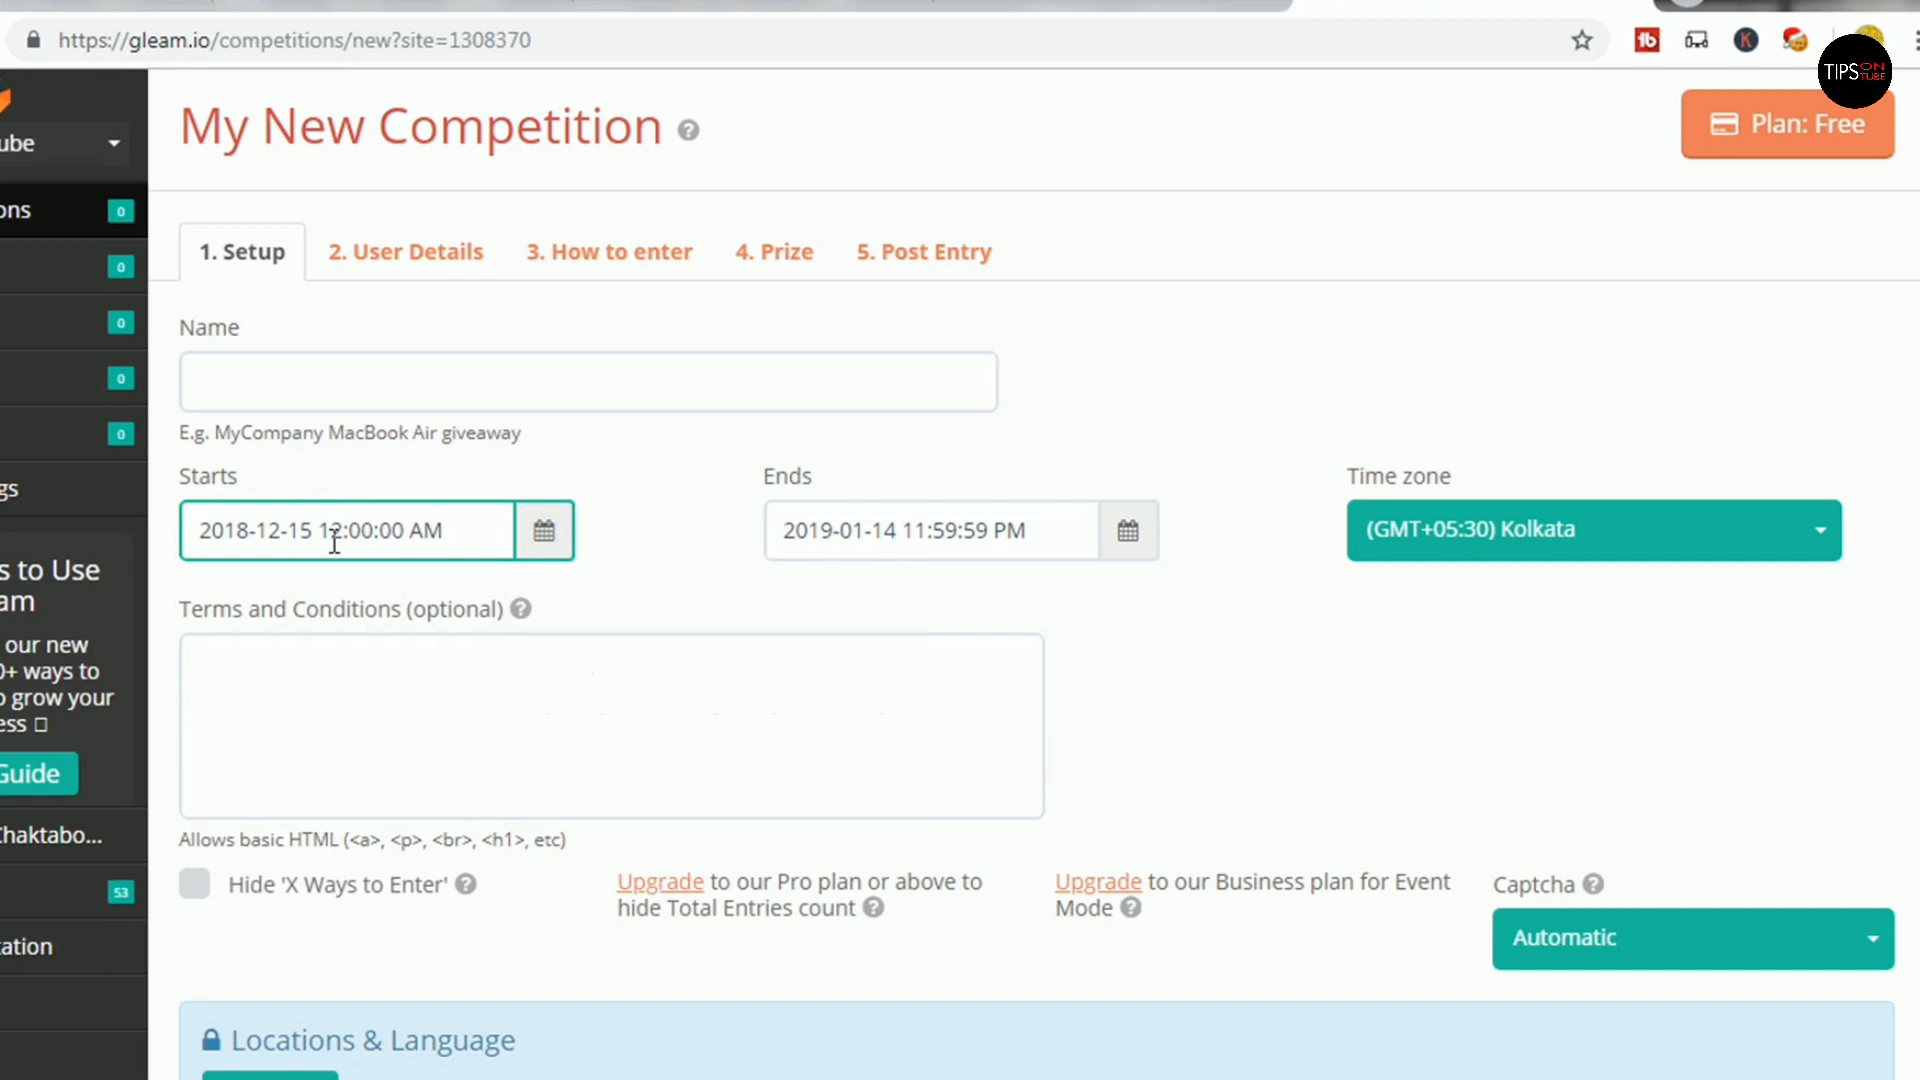 https://gleam.io/competitions/new?site=1308370
TIPS ON TUBE
My New Competition
Plan: Free
ube
ons
0
0
0
0
0
gs
s to Use
am
our new
0+ ways to
o grow your
ess
Guide
Chaktabo...
53
tation
1. Setup
2. User Details
3. How to enter
4. Prize
5. Post Entry
Name
E.g. MyCompany MacBook Air giveaway
Starts
Ends
Time zone
2018-12-15 12:00:00 AM
2019-01-14 11:59:59 PM
(GMT+05:30) Kolkata
Terms and Conditions (optional)
Allows basic HTML (<a>, <p>, <br>, <h1>, etc)
Hide 'X Ways to Enter'
Upgrade to our Pro plan or above to
hide Total Entries count
Upgrade to our Business plan for Event
Mode
Captcha
Automatic
Locations & Language